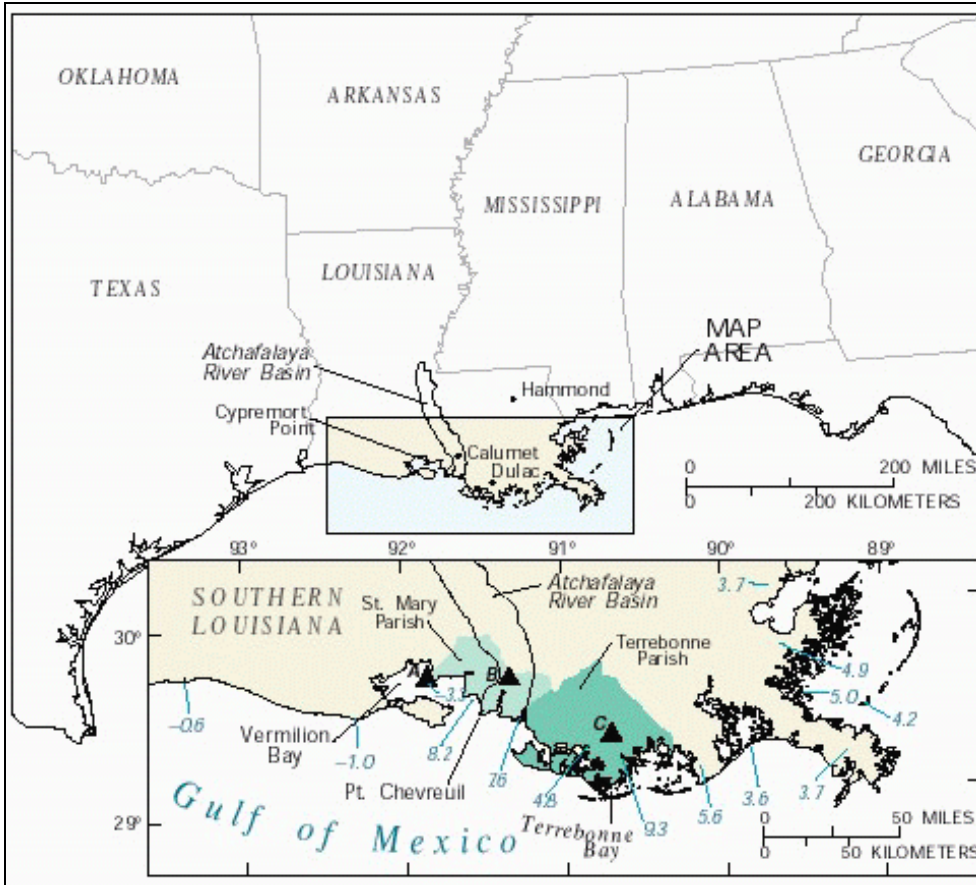 OKLAHOMA
ARKANSAS
GEORGIA
MISSISSIPPI
ALABAMA
TEXAS
LOUISIANA
MAP
AREA
Atchafalaya
River Basin
Hammond
Cypremort
Point
Calumet
Dulac
0 200 MILES
0 200 KILOMETERS
93° 92° 91° 90° 89°
SOUTHERN
LOUISIANA
St. Mary
Parish
Atchafalaya
River Basin
3.7
30°
Terrebonne
Parish
A
B
4.9
–0.6
5.0
4.2
C
Vermilion
Bay
–1.0
8.2
Pt. Chevreuil
4.8
9.3
5.6
3.6
3.7
Gulf of Mexico
Terrebonne
Bay
29°
0 50 MILES
0 50 KILOMETERS